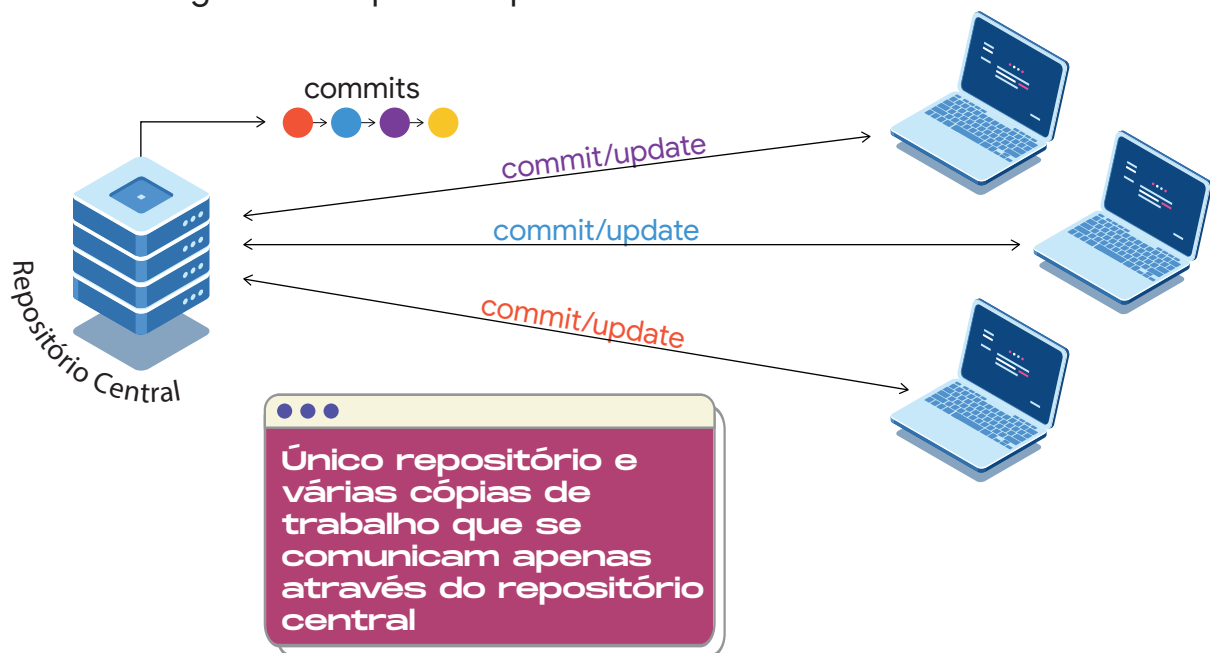 commits
commit/update
commit/update
commit/update
Repositório Central
Único repositório e
várias cópias de
trabalho que se
comunicam apenas
através do repositório
central